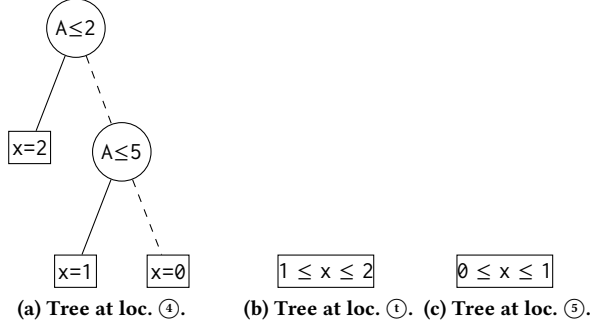 A≤2
x=2
A≤5
x=1
x=0
1 ≤ x ≤ 2
0 ≤ x ≤ 1
(a) Tree at loc. ④.
(b) Tree at loc. ⓣ.
(c) Tree at loc. ⑤.